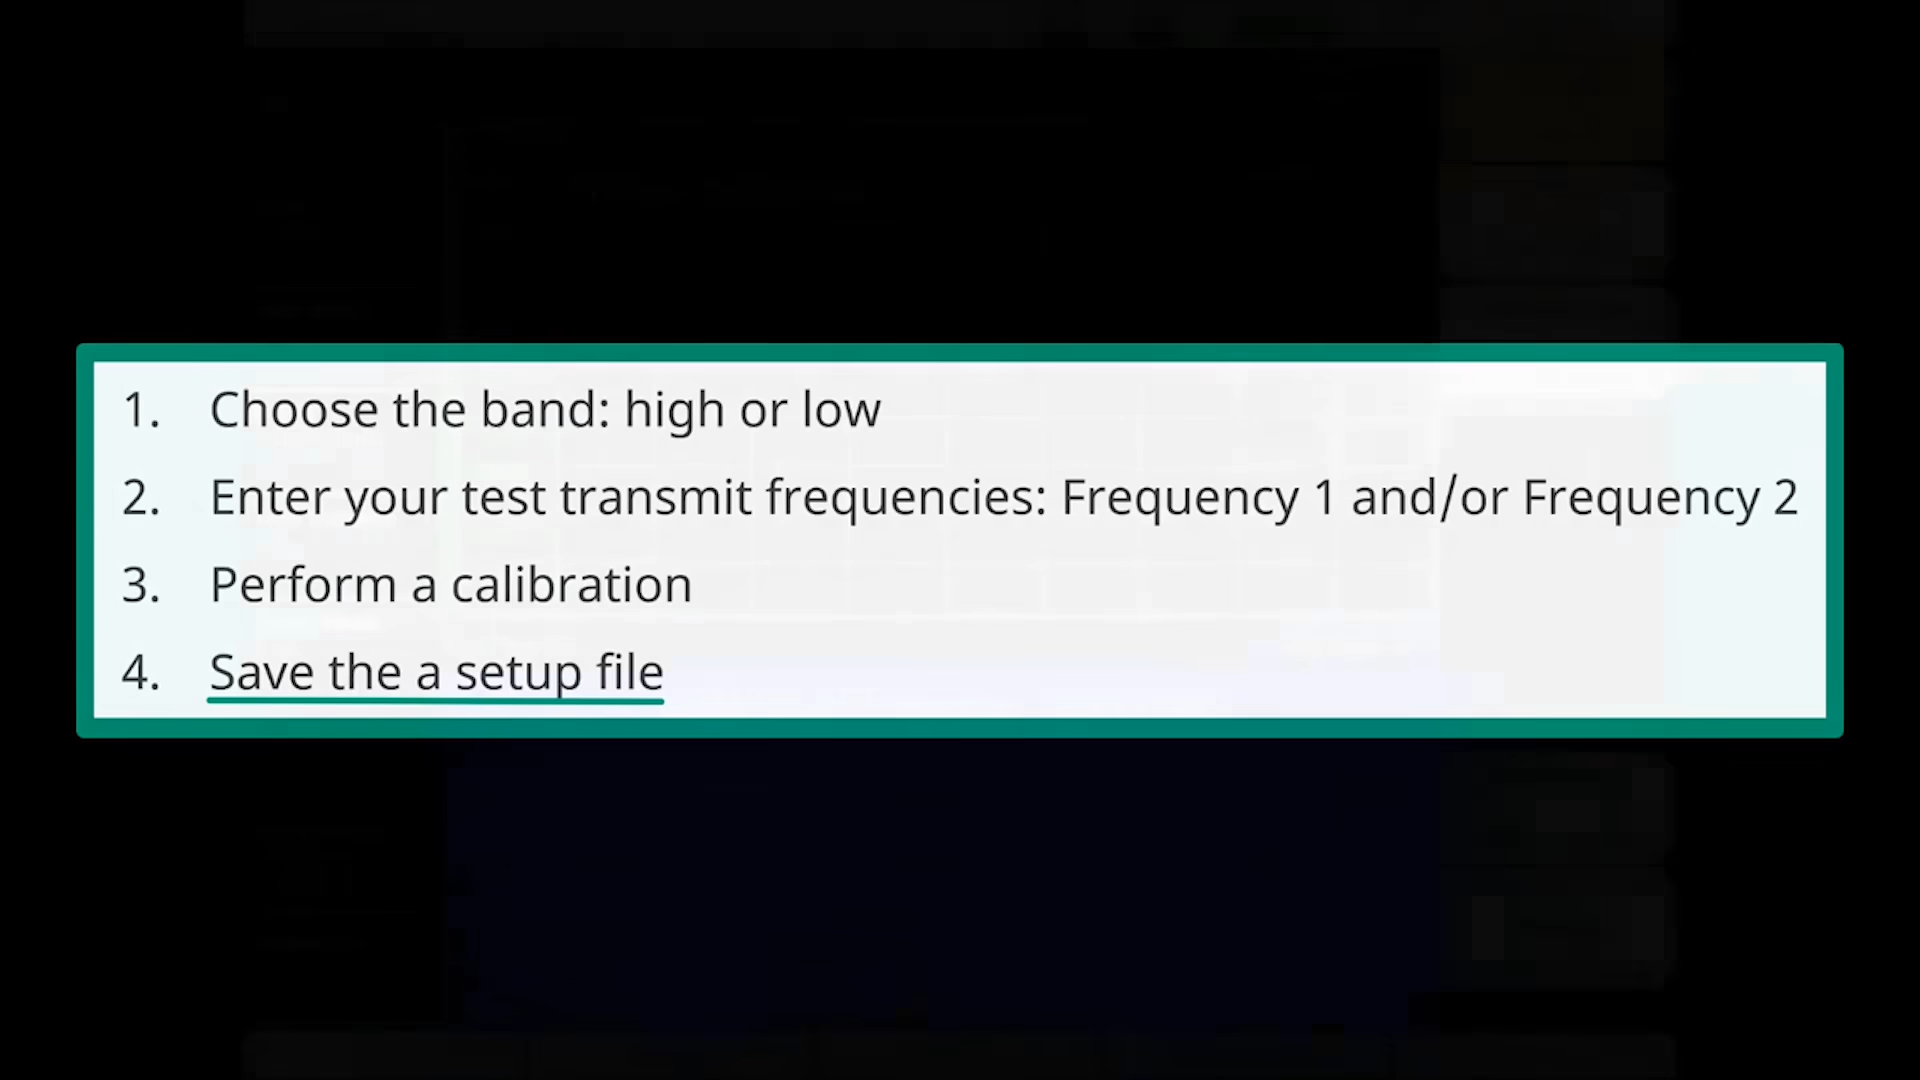 1. Choose the band: high or low
2. Enter your test transmit frequencies: Frequency 1 and/or Frequency 2
3. Perform a calibration
4. Save the a setup file